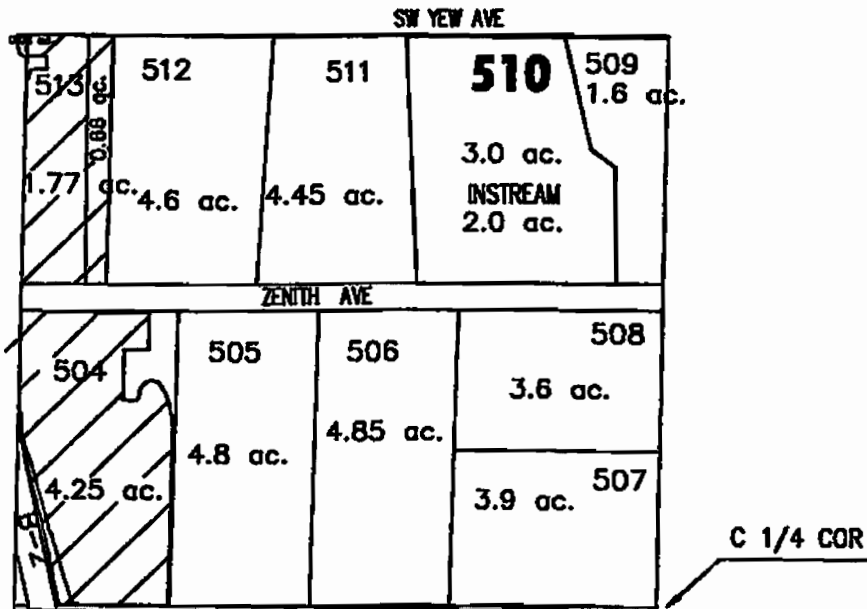 SW YEW AVE
513
1.77 ac.
0.68 ac.
512
4.6 ac.
511
4.45 ac.
510
3.0 ac.
INSTREAM
2.0 ac.
509
1.6 ac.
ZENITH AVE
504
4.25 ac.
505
4.8 ac.
506
4.85 ac.
508
3.6 ac.
507
3.9 ac.
C 1/4 COR